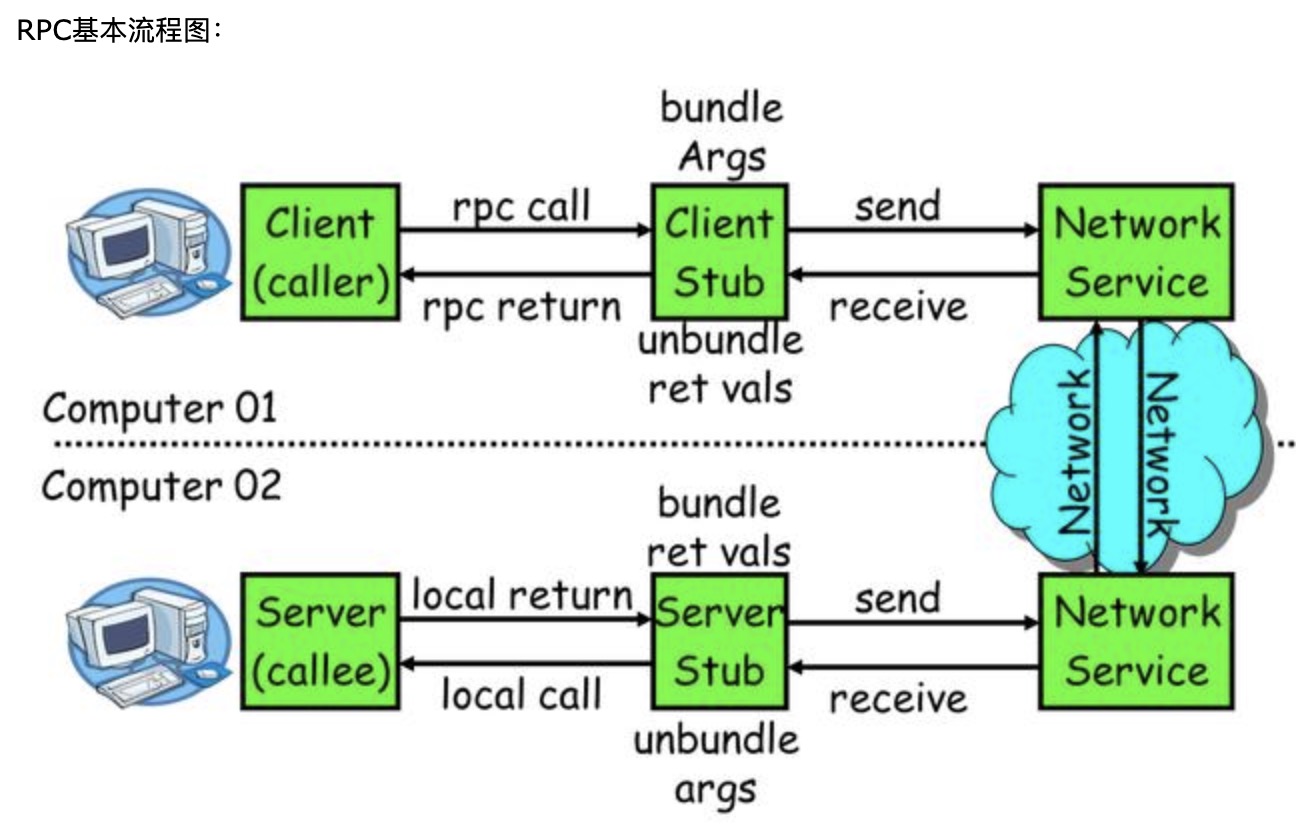 RPC基本流程图：
bundle
Args
Client
(caller)
rpc call
rpc return
Client
Stub
send
receive
Network
Service
unbundle
ret vals
Network
Network
Computer 01
Computer 02
bundle
ret vals
Server
(callee)
local return
local call
Server
Stub
send
receive
Network
Service
unbundle
args